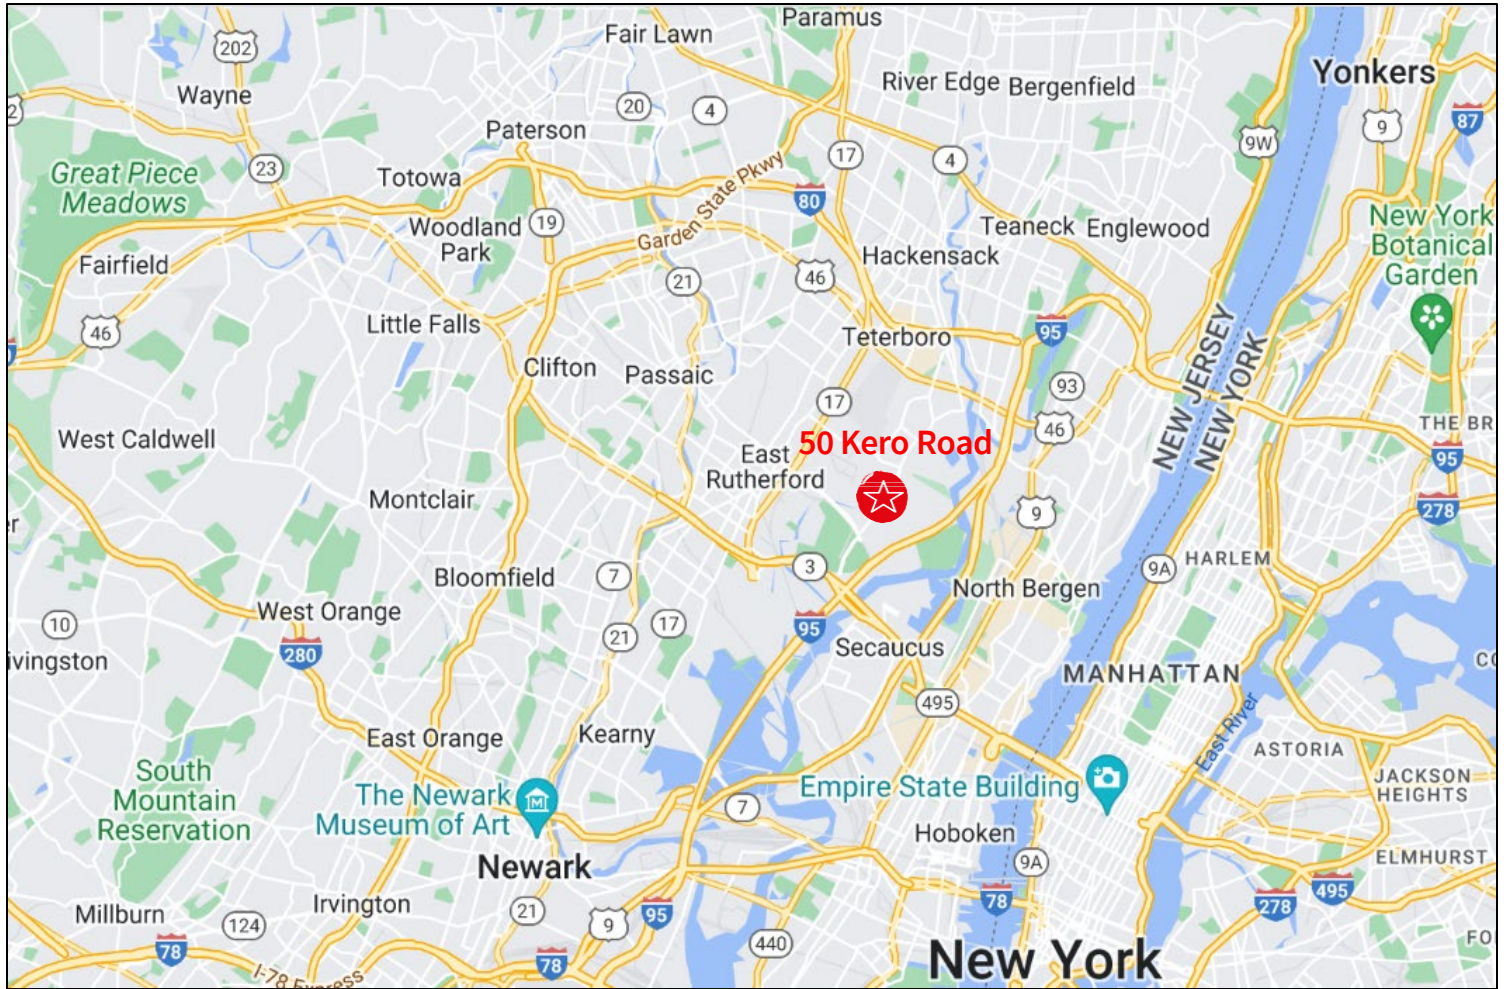 Paramus
Fair Lawn
202
Wayne
River Edge
Bergenfield
Yonkers
20
4
9
87
Paterson
9W
17
4
23
Great Piece
Meadows
Totowa
80
Garden State Pkwy
Woodland
Park
19
Teaneck
Englewood
New York
Botanical
Garden
Hackensack
Fairfield
21
46
46
Little Falls
Teterboro
95
NEW JERSEY
NEW YORK
Clifton
Passaic
93
17
46
THE BR
West Caldwell
50 Kero Road
East
Rutherford
95
Montclair
278
9
HARLEM
3
9A
Bloomfield
7
North Bergen
West Orange
10
21
17
95
280
Secaucus
ivingston
MANHATTAN
495
East River
East Orange
Kearny
ASTORIA
South
Mountain
Reservation
Empire State Building
JACKSON
HEIGHTS
The Newark
Museum of Art
7
Hoboken
Newark
9A
ELMHURST
Irvington
78
278
495
Millburn
124
21
9
95
440
78
78
I-78 Express
New York